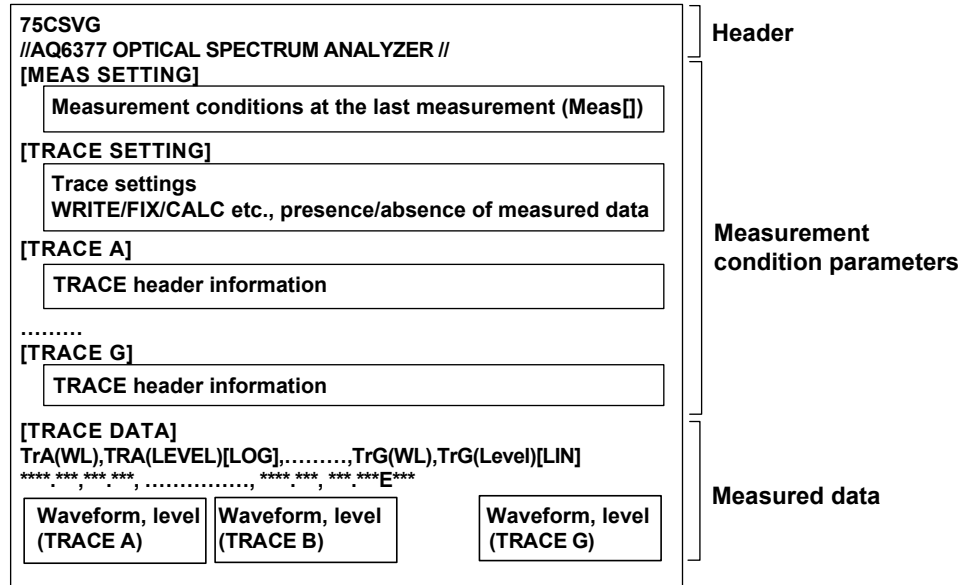 75CSVG
//AQ6377 OPTICAL SPECTRUM ANALYZER //
Header
[MEAS SETTING]
Measurement conditions at the last measurement (Meas[])
[TRACE SETTING]
Trace settings
WRITE/FIX/CALC etc., presence/absence of measured data
[TRACE A]
TRACE header information
Measurement
condition parameters
………
[TRACE G]
TRACE header information
[TRACE DATA]
TrA(WL),TRA(LEVEL)[LOG],………,TrG(WL),TrG(Level)[LIN]
****.***,***.***, ……………, ****.***, ***.***E***
Waveform, level
(TRACE A)
Waveform, level
(TRACE B)
Waveform, level
(TRACE G)
Measured data